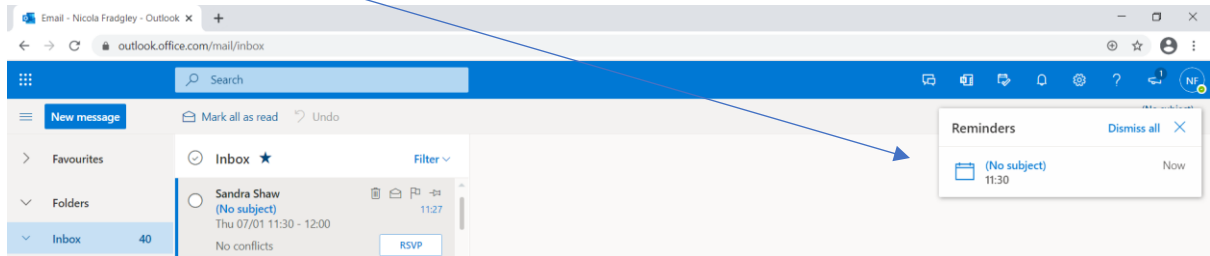 Email - Nicola Fradgley - Outlook
outlook.office.com/mail/inbox
Search
1
NF
New message
Mark all as read
Undo
Reminders
Dismiss all
(No subject)
Now
11:30
Favourites
Inbox
Filter
Folders
Sandra Shaw
(No subject)
11:27
Thu 07/01 11:30 - 12:00
Inbox 40
No conflicts
RSVP